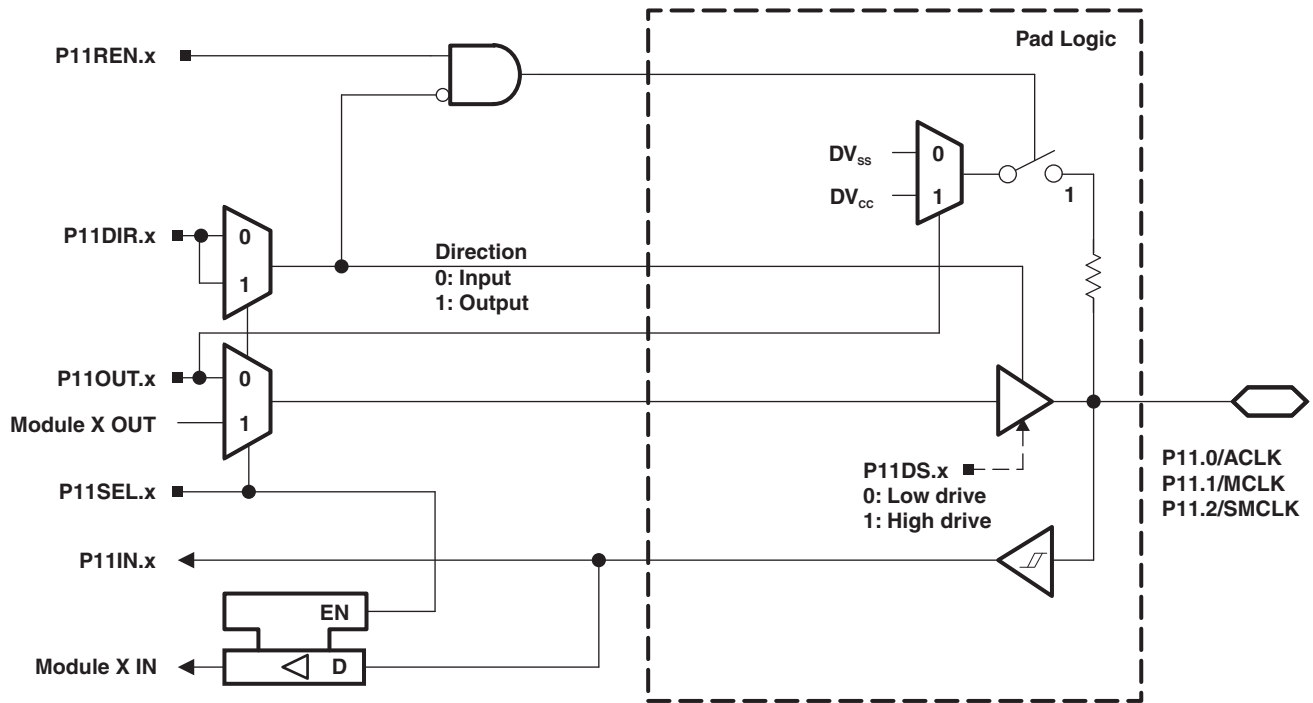 P11REN.x
Pad Logic
DVss
0
DVcc
1
1
P11DIR.x
0
1
Direction
0: Input
1: Output
P11OUT.x
0
Module X OUT
1
P11DS.x
0: Low drive
1: High drive
P11.0/ACLK
P11.1/MCLK
P11.2/SMCLK
P11SEL.x
P11IN.x
EN
Module X IN
D